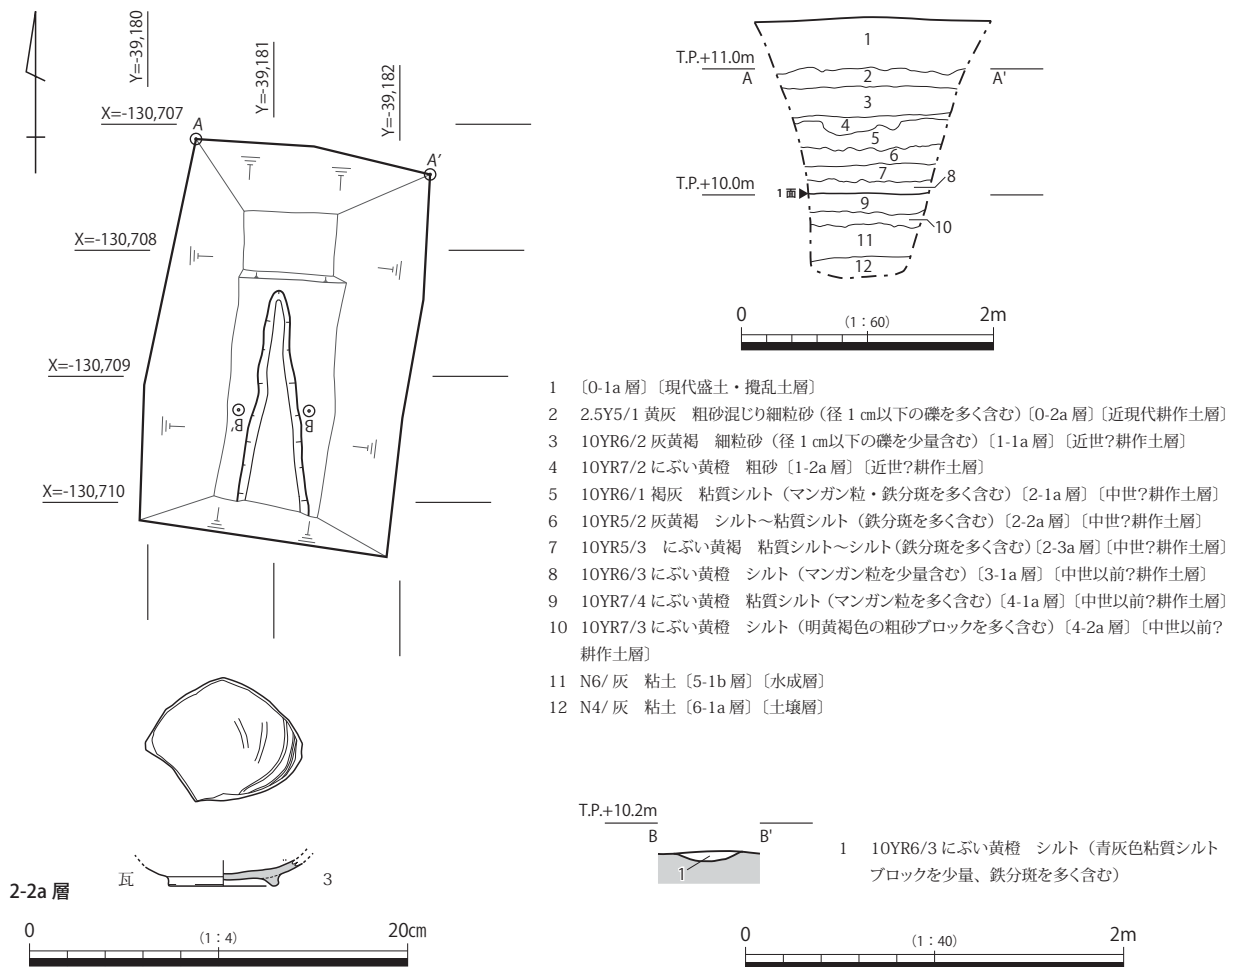 Y=-39,180
Y=-39,181
Y=-39,182
X=-130,707
A
A'
X=-130,708
X=-130,709
B'
B
X=-130,710
T.P.+11.0m
A
A'
1
2
3
4
5
6
7
8
T.P.+10.0m
1面
9
10
11
12
0
(1:60)
2m
1 〔0-1a 層〕〔現代盛土・攪乱土層〕
2 2.5Y5/1 黄灰 粗砂混じり細粒砂（径 1 ㎝以下の礫を多く含む）〔0-2a 層〕〔近現代耕作土層〕
3 10YR6/2 灰黄褐 細粒砂（径 1 ㎝以下の礫を少量含む）〔1-1a 層〕〔近世?耕作土層〕
4 10YR7/2 にぶい黄橙 粗砂〔1-2a 層〕〔近世?耕作土層〕
5 10YR6/1 褐灰 粘質シルト（マンガン粒・鉄分斑を多く含む）〔2-1a 層〕〔中世?耕作土層〕
6 10YR5/2 灰黄褐 シルト～粘質シルト（鉄分斑を多く含む）〔2-2a 層〕〔中世?耕作土層〕
7 10YR5/3 にぶい黄褐 粘質シルト～シルト（鉄分斑を多く含む）〔2-3a 層〕〔中世?耕作土層〕
8 10YR6/3 にぶい黄橙 シルト（マンガン粒を少量含む）〔3-1a 層〕〔中世以前?耕作土層〕
9 10YR7/4 にぶい黄橙 粘質シルト（マンガン粒を多く含む）〔4-1a 層〕〔中世以前?耕作土層〕
10 10YR7/3 にぶい黄橙 シルト（明黄褐色の粗砂ブロックを多く含む）〔4-2a 層〕〔中世以前?
耕作土層〕
11 N6/ 灰 粘土〔5-1b 層〕〔水成層〕
12 N4/ 灰 粘土〔6-1a 層〕〔土壌層〕
瓦
3
2-2a 層
0
(1:4)
20㎝
T.P.+10.2m
B
B'
1
1 10YR6/3 にぶい黄橙 シルト（青灰色粘質シルト
ブロックを少量、鉄分斑を多く含む）
0
(1:40)
2m